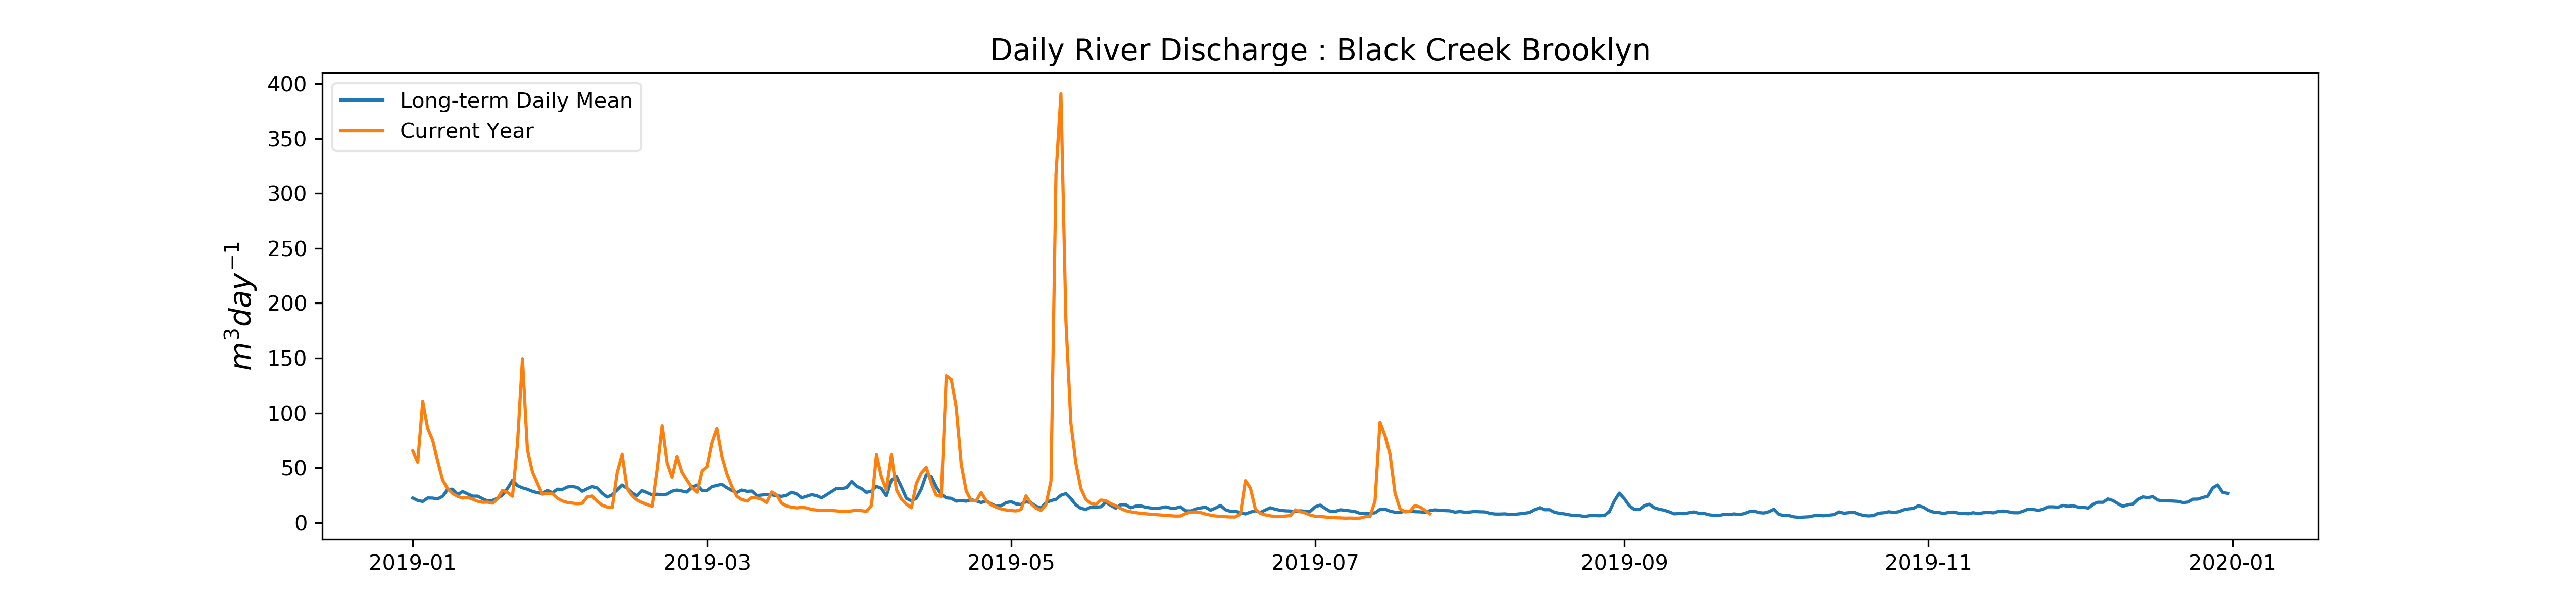 Daily River Discharge : Black Creek Brooklyn
Long-term Daily Mean
Current Year
m³day⁻¹
400
350
300
250
200
150
100
50
0
2019-01 2019-03 2019-05 2019-07 2019-09 2019-11 2020-01